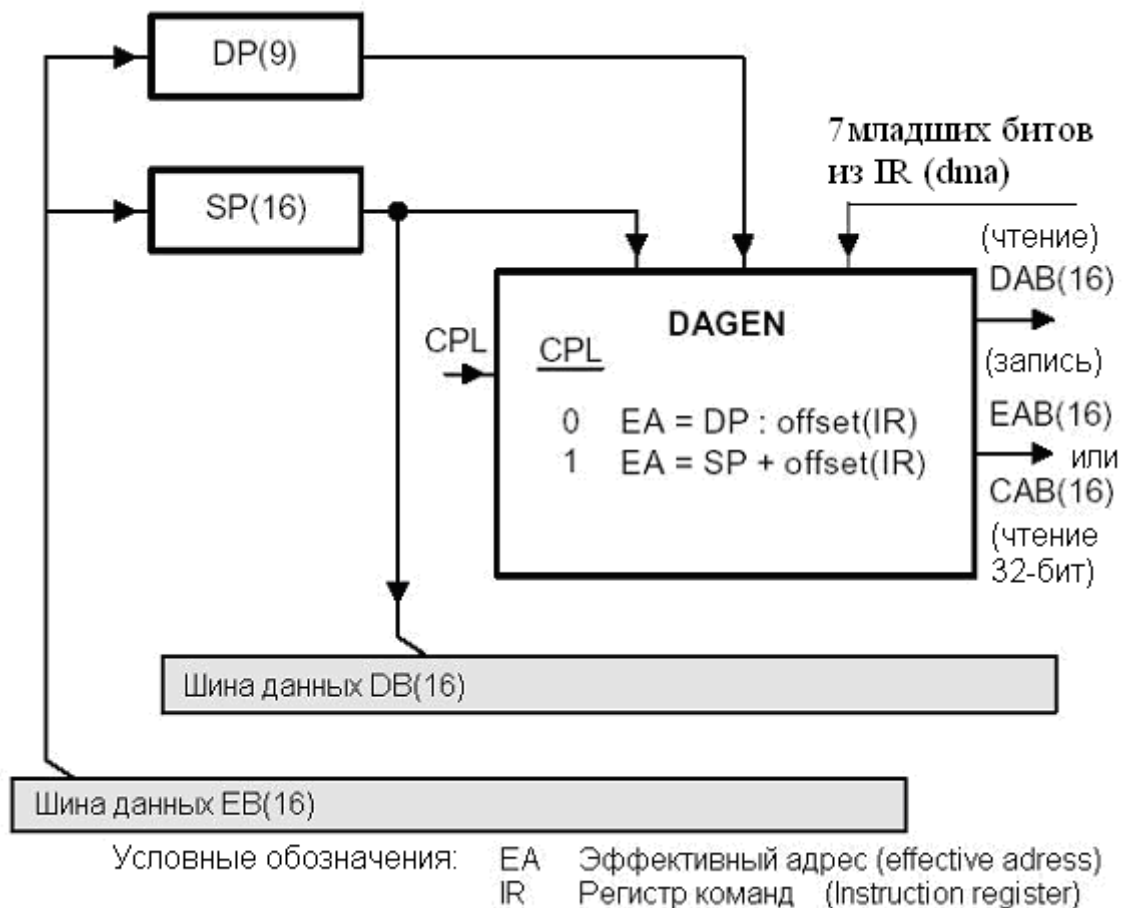 DP(9)
7младших битов
из IR (dma)
SP(16)
(чтение)
DAB(16)
DAGEN
CPL
CPL
(запись)
0 EA = DP : offset(IR)
EAB(16)
1 EA = SP + offset(IR)
или
CAB(16)
(чтение
32-бит)
Шина данных DB(16)
Шина данных EB(16)
Условные обозначения: EA Эффективный адрес (effective adress)
IR Регистр команд (Instruction register)